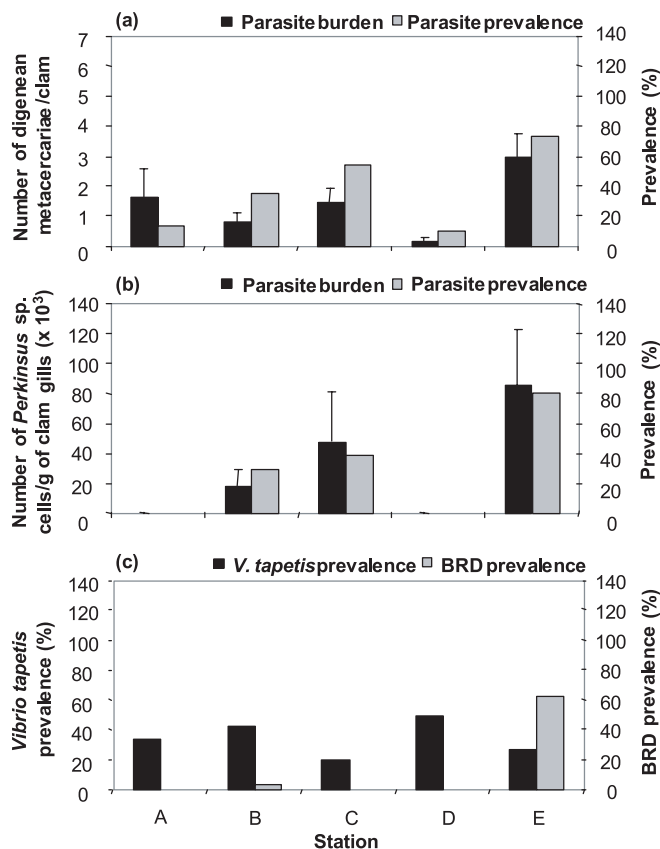 (a)
Parasite burden
Parasite prevalence
Number of digenean
metacercariae/clam
7
6
5
4
3
2
1
0
140
120
100
80
60
40
20
0
Prevalence (%)
(b)
Parasite burden
Parasite prevalence
Number of Perkinsus sp.
cells/g of clam gills (x 10³)
140
120
100
80
60
40
20
0
140
120
100
80
60
40
20
0
Prevalence (%)
(c)
V. tapetis prevalence
BRD prevalence
Vibrio tapetis
prevalence (%)
140
120
100
80
60
40
20
0
140
120
100
80
60
40
20
0
BRD prevalence (%)
A
B
C
D
E
Station